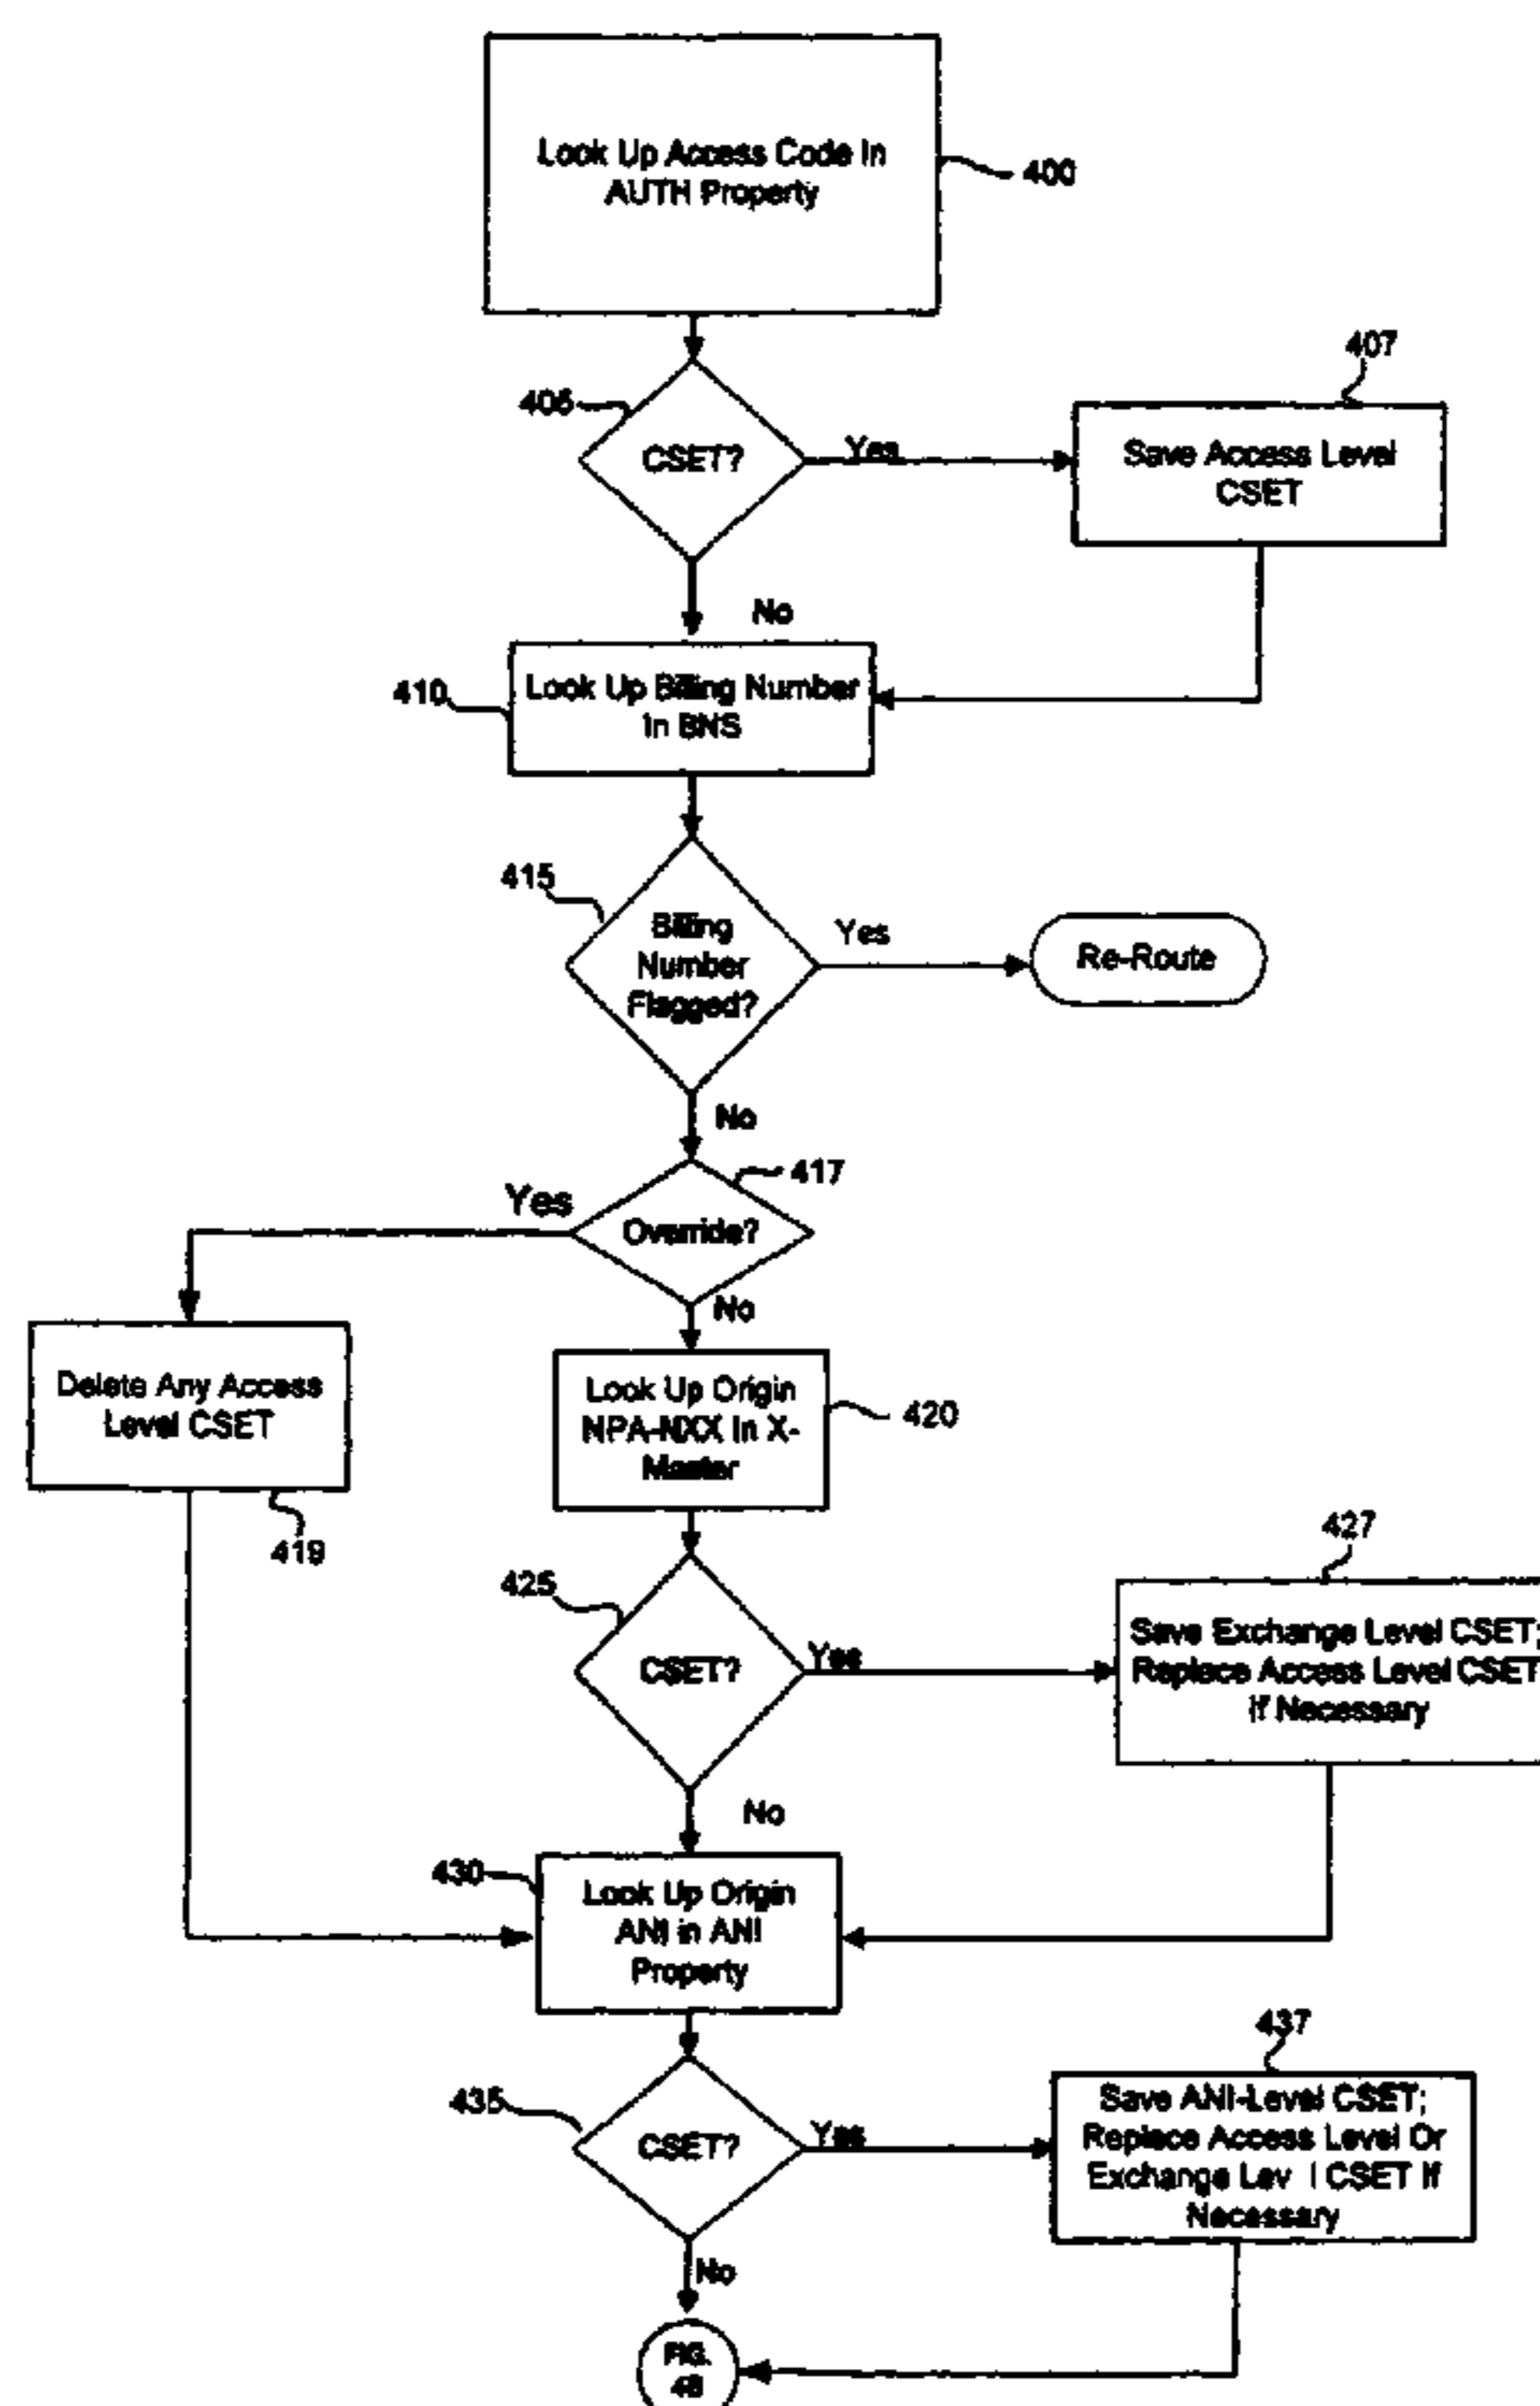 Look Up Access Code In
AUTH Property
400
405
CSET?
Yes
407
Save Access Level
CSET
No
410
Look Up Billing Number
In BNS
415
Billing
Number
Flagged?
Yes
Re-Route
No
417
Override?
Yes
No
Delete Any Access
Level CSET
419
Look Up Origin
NPA-NXX In X-
Master
420
425
CSET?
Yes
427
Save Exchange Level CSET;
Replace Access Level CSET
If Necessary
No
430
Look Up Origin
ANI in ANI
Property
435
CSET?
Yes
437
Save ANI-Level CSET;
Replace Access Level Or
Exchange Lev l CSET If
Necessary
No
FIG.
4B